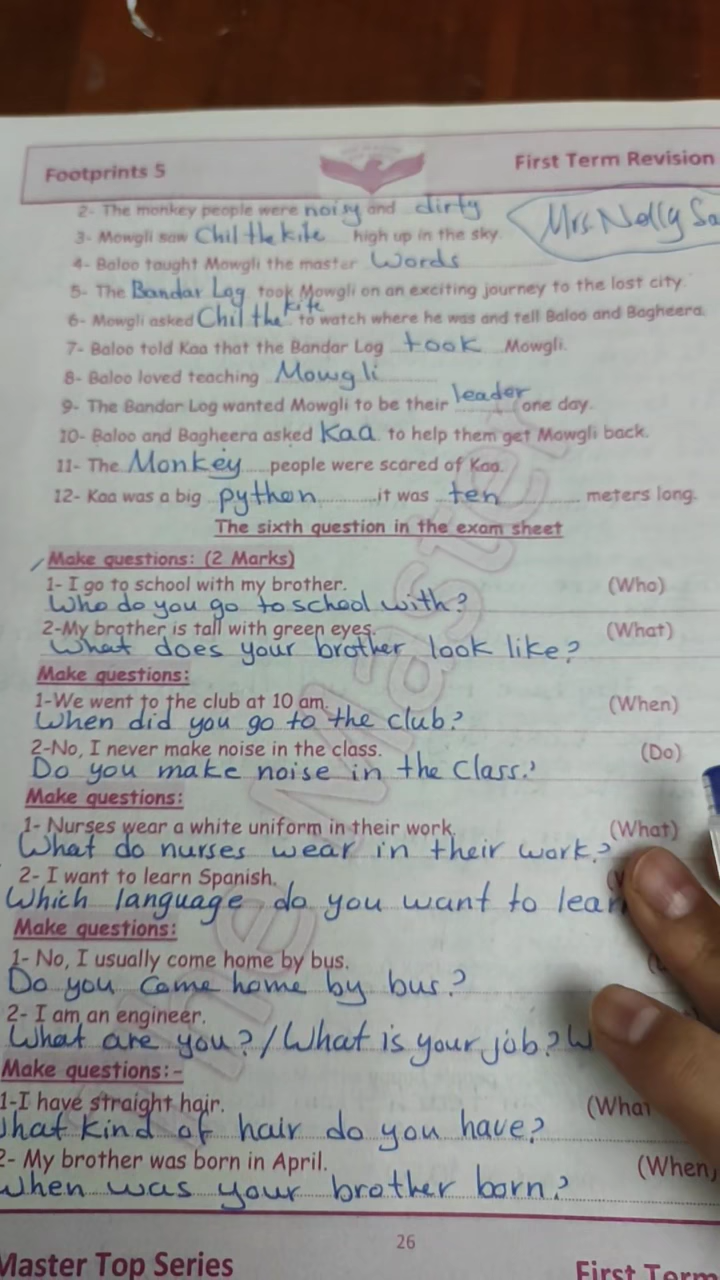 Footprints 5 First Term Revision
2- The monkey people were noisy and dirty
Mrs Nelly
3- Mowgli saw Chil the kite high up in the sky.
4- Baloo taught Mowgli the master Words
5- The Bandar Log took Mowgli on an exciting journey to the lost city.
6- Mowgli asked Chil the kite to watch where he was and tell Baloo and Bagheera.
7- Baloo told Kaa that the Bandar Log took Mowgli.
8- Baloo loved teaching Mowgli
9- The Bandar Log wanted Mowgli to be their leader one day.
10- Baloo and Bagheera asked Kaa to help them get Mowgli back.
11- The Monkey people were scared of Kaa.
12- Kaa was a big python it was ten meters long.
The sixth question in the exam sheet
Make questions: (2 Marks)
1- I go to school with my brother. (Who)
Who do you go to school with?
2-My brother is tall with green eyes. (What)
What does your brother look like?
Make questions:
1-We went to the club at 10 am. (When)
When did you go to the club?
2-No, I never make noise in the class. (Do)
Do you make noise in the class?
Make questions:
1- Nurses wear a white uniform in their work. (What)
What do nurses wear in their work?
2- I want to learn Spanish.
Which language do you want to lear
Make questions:
1- No, I usually come home by bus.
Do you come home by bus?
2- I am an engineer.
What are you? / What is your job? W
Make questions:-
1-I have straight hair. (What
hat kind of hair do you have?
2- My brother was born in April. (When)
When was your brother born?
26
Master Top Series First Term
The Master